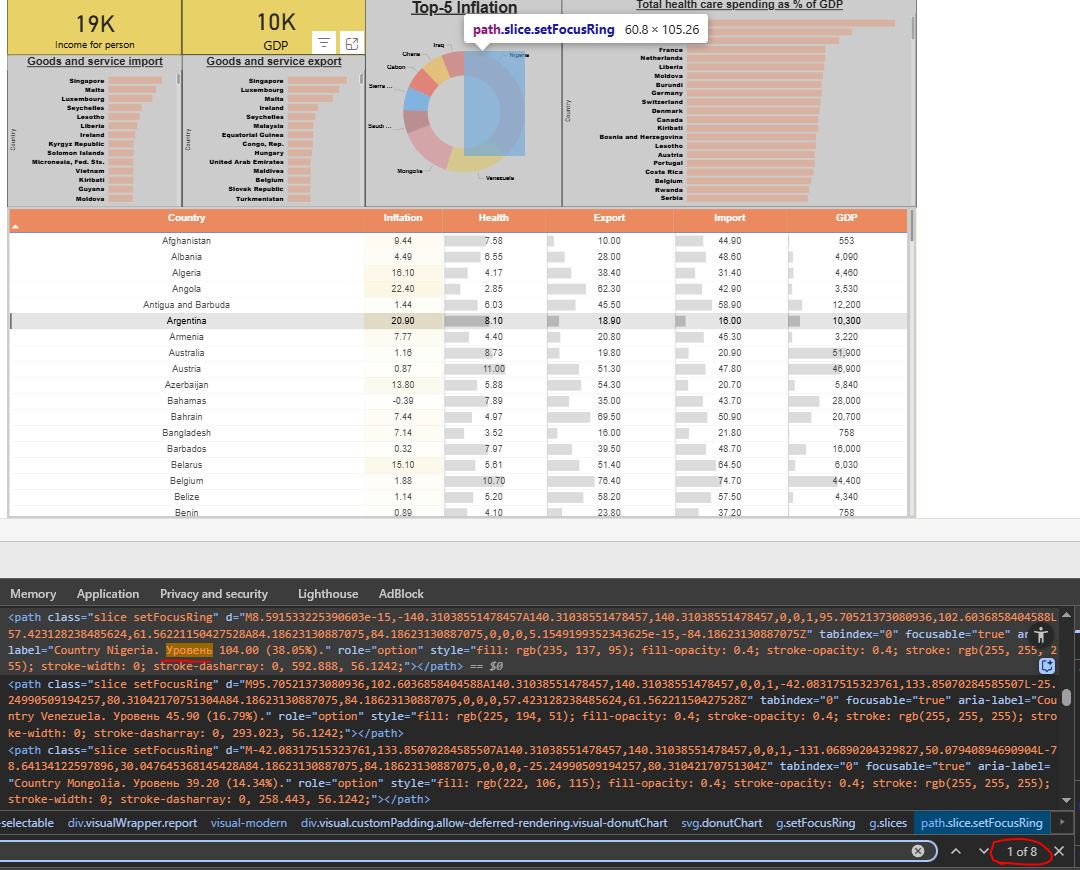 19K
Income for person
10K
GDP
Top-5 Inflation
Total health care spending as % of GDP
path.slice.setFocusRing 60.8 × 105.26
Goods and service import
Country
Singapore
Malta
Luxembourg
Seychelles
Lesotho
Liberia
Ireland
Kyrgyz Republic
Solomon Islands
Micronesia, Fed. Sts.
Vietnam
Kiribati
Guyana
Moldova
Goods and service export
Country
Singapore
Luxembourg
Malta
Ireland
Seychelles
Malaysia
Equatorial Guinea
Congo, Rep.
Hungary
United Arab Emirates
Maldives
Belgium
Slovak Republic
Turkmenistan
Iraq
Ghana
Gabon
Sierra ...
Saudi ...
Mongolia
Venezuela
Nigeria
Country
France
Netherlands
Liberia
Moldova
Burundi
Germany
Switzerland
Denmark
Canada
Kiribati
Bosnia and Herzegovina
Lesotho
Austria
Portugal
Costa Rica
Belgium
Rwanda
Serbia
Country Inflation Health Export Import GDP
Afghanistan 9.44 7.58 10.00 44.90 553
Albania 4.49 6.55 28.00 48.60 4,090
Algeria 16.10 4.17 38.40 31.40 4,460
Angola 22.40 2.85 62.30 42.90 3,530
Antigua and Barbuda 1.44 6.03 45.50 58.90 12,200
Argentina 20.90 8.10 18.90 16.00 10,300
Armenia 7.77 4.40 20.80 45.30 3,220
Australia 1.16 8.73 19.80 20.90 51,900
Austria 0.87 11.00 51.30 47.80 46,900
Azerbaijan 13.80 5.88 54.30 20.70 5,840
Bahamas -0.39 7.89 35.00 43.70 28,000
Bahrain 7.44 4.97 69.50 50.90 20,700
Bangladesh 7.14 3.52 16.00 21.80 758
Barbados 0.32 7.97 39.50 48.70 16,000
Belarus 15.10 5.61 51.40 64.50 6,030
Belgium 1.88 10.70 76.40 74.70 44,400
Belize 1.14 5.20 58.20 57.50 4,340
Benin 0.89 4.10 23.80 37.20 758
Memory Application Privacy and security Lighthouse AdBlock
<path class="slice setFocusRing" d="M8.591533225390603e-15,-140.31038551478457A140.31038551478457,140.31038551478457,0,0,1,95.70521373080936,102.6036858404588L
57.423128238485624,61.56221150427528A84.18623130887075,84.18623130887075,0,0,0,5.1549199352343625e-15,-84.18623130887075Z" tabindex="0" focusable="true" ar
label="Country Nigeria. Уровень 104.00 (38.05%)." role="option" style="fill: rgb(235, 137, 95); fill-opacity: 0.4; stroke-opacity: 0.4; stroke: rgb(255, 255, 2
55); stroke-width: 0; stroke-dasharray: 0, 592.888, 56.1242;"></path> == $0
<path class="slice setFocusRing" d="M95.70521373080936,102.6036858404588A140.31038551478457,140.31038551478457,0,0,1,-42.08317515323761,133.85070284585507L-25.
24990509194257,80.31042170751304A84.18623130887075,84.18623130887075,0,0,0,57.423128238485624,61.56221150427528Z" tabindex="0" focusable="true" aria-label="Cou
ntry Venezuela. Уровень 45.90 (16.79%)." role="option" style="fill: rgb(225, 194, 51); fill-opacity: 0.4; stroke-opacity: 0.4; stroke: rgb(255, 255, 255); stro
ke-width: 0; stroke-dasharray: 0, 293.023, 56.1242;"></path>
<path class="slice setFocusRing" d="M-42.08317515323761,133.85070284585507A140.31038551478457,140.31038551478457,0,0,1,-131.06890204329827,50.07940894690904L-7
8.64134122597896,30.047645368145428A84.18623130887075,84.18623130887075,0,0,0,-25.24990509194257,80.31042170751304Z" tabindex="0" focusable="true" aria-label=
"Country Mongolia. Уровень 39.20 (14.34%)." role="option" style="fill: rgb(222, 106, 115); fill-opacity: 0.4; stroke-opacity: 0.4; stroke: rgb(255, 255, 255);
stroke-width: 0; stroke-dasharray: 0, 258.443, 56.1242;"></path>
-selectable div.visualWrapper.report visual-modern div.visual.customPadding.allow-deferred-rendering.visual-donutChart svg.donutChart g.setFocusRing g.slices path.slice.setFocusRing
1 of 8